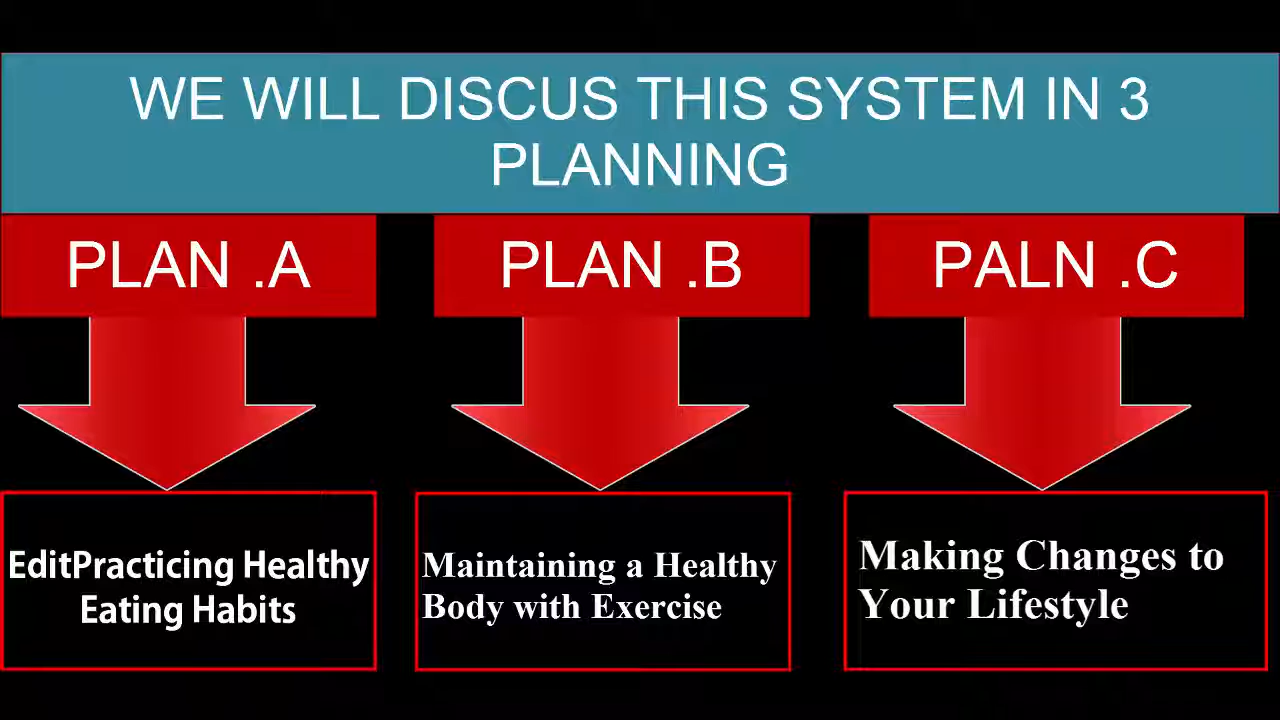 WE WILL DISCUS THIS SYSTEM IN 3
PLANNING
PLAN .A
PLAN .B
PALN .C
EditPracticing Healthy
Eating Habits
Maintaining a Healthy
Body with Exercise
Making Changes to
Your Lifestyle